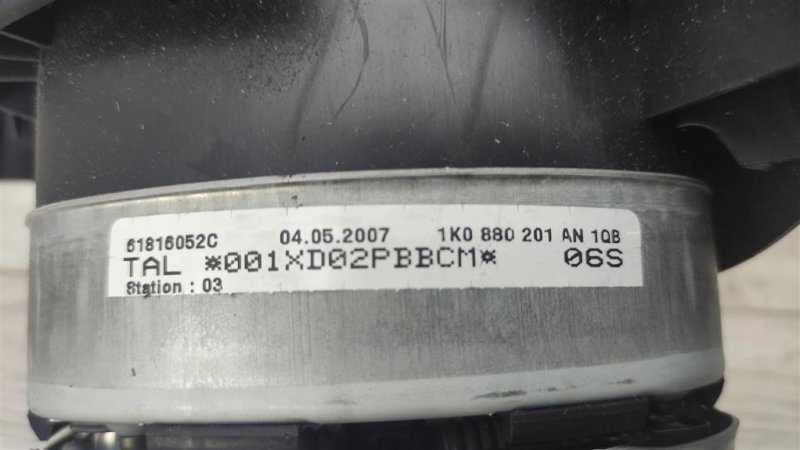 61816052C 04.05.2007 1K0 880 201 AN 1QB
TAL *001XD02PBBCM* 06S
Station : 03